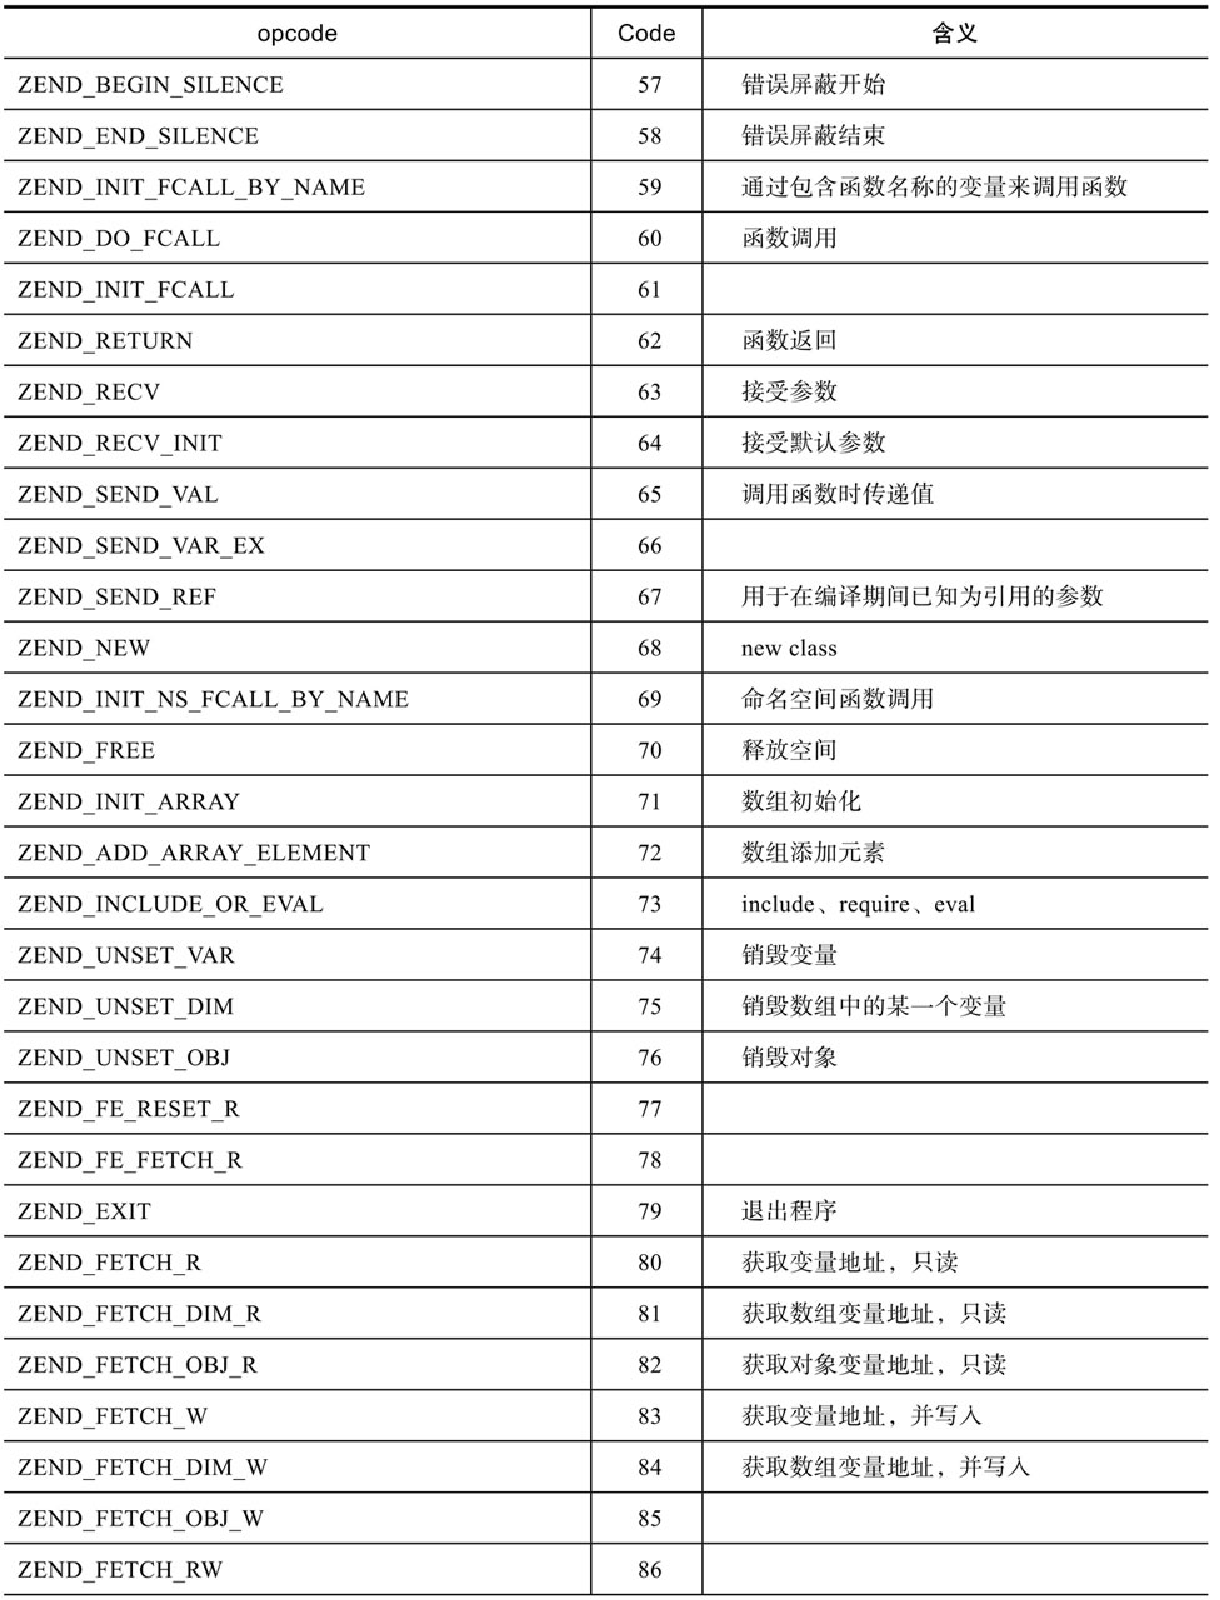 opcode Code 含义
ZEND_BEGIN_SILENCE 57 错误屏蔽开始
ZEND_END_SILENCE 58 错误屏蔽结束
ZEND_INIT_FCALL_BY_NAME 59 通过包含函数名称的变量来调用函数
ZEND_DO_FCALL 60 函数调用
ZEND_INIT_FCALL 61
ZEND_RETURN 62 函数返回
ZEND_RECV 63 接受参数
ZEND_RECV_INIT 64 接受默认参数
ZEND_SEND_VAL 65 调用函数时传递值
ZEND_SEND_VAR_EX 66
ZEND_SEND_REF 67 用于在编译期间已知为引用的参数
ZEND_NEW 68 new class
ZEND_INIT_NS_FCALL_BY_NAME 69 命名空间函数调用
ZEND_FREE 70 释放空间
ZEND_INIT_ARRAY 71 数组初始化
ZEND_ADD_ARRAY_ELEMENT 72 数组添加元素
ZEND_INCLUDE_OR_EVAL 73 include、require、eval
ZEND_UNSET_VAR 74 销毁变量
ZEND_UNSET_DIM 75 销毁数组中的某一个变量
ZEND_UNSET_OBJ 76 销毁对象
ZEND_FE_RESET_R 77
ZEND_FE_FETCH_R 78
ZEND_EXIT 79 退出程序
ZEND_FETCH_R 80 获取变量地址，只读
ZEND_FETCH_DIM_R 81 获取数组变量地址，只读
ZEND_FETCH_OBJ_R 82 获取对象变量地址，只读
ZEND_FETCH_W 83 获取变量地址，并写入
ZEND_FETCH_DIM_W 84 获取数组变量地址，并写入
ZEND_FETCH_OBJ_W 85
ZEND_FETCH_RW 86